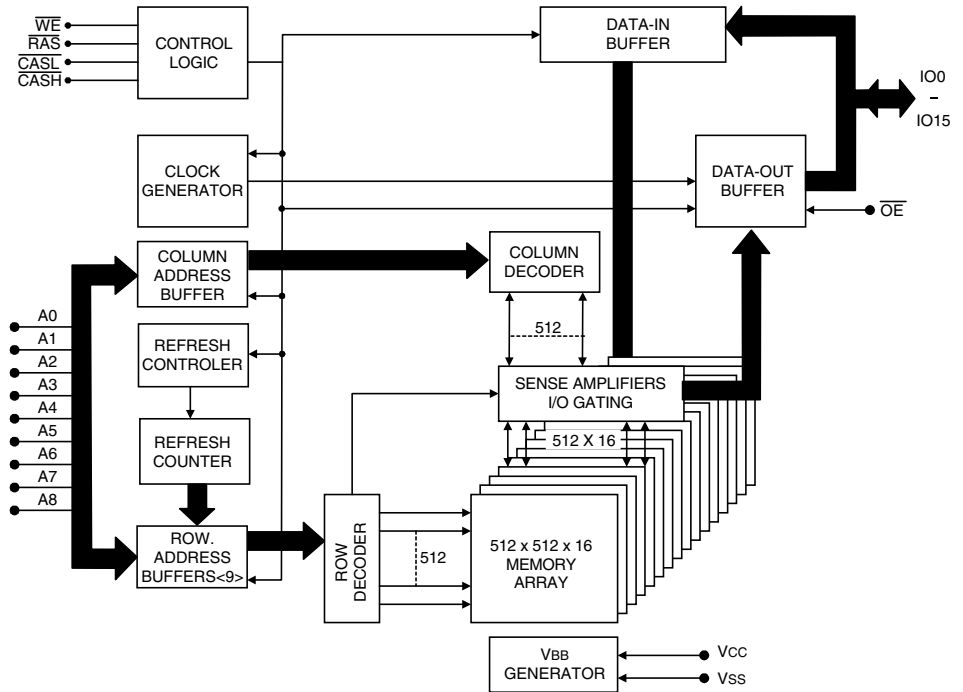 WE
RAS
CASL
CASH
CONTROL
LOGIC
DATA-IN
BUFFER
IO0
–
IO15
CLOCK
GENERATOR
DATA-OUT
BUFFER
OE
COLUMN
ADDRESS
BUFFER
COLUMN
DECODER
A0
A1
A2
A3
A4
A5
A6
A7
A8
REFRESH
CONTROLER
512
SENSE AMPLIFIERS
I/O GATING
REFRESH
COUNTER
512 X 16
ROW.
ADDRESS
BUFFERS<9>
ROW
DECODER
512
512 x 512 x 16
MEMORY
ARRAY
VBB
GENERATOR
VCC
VSS